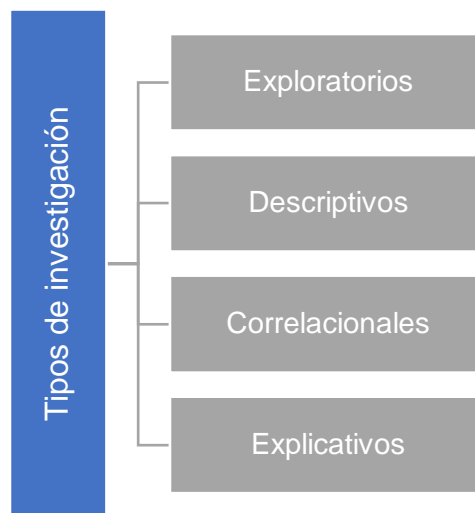 Tipos de investigación
Exploratorios
Descriptivos
Correlacionales
Explicativos